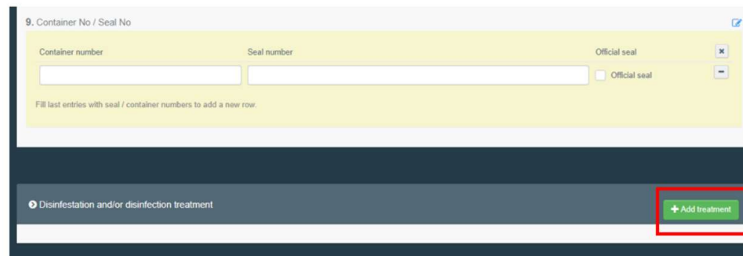 9. Container No / Seal No
Container number Seal number Official seal
Official seal
Fill last entries with seal / container numbers to add a new row
Disinfestation and/or disinfection treatment
+ Add treatment